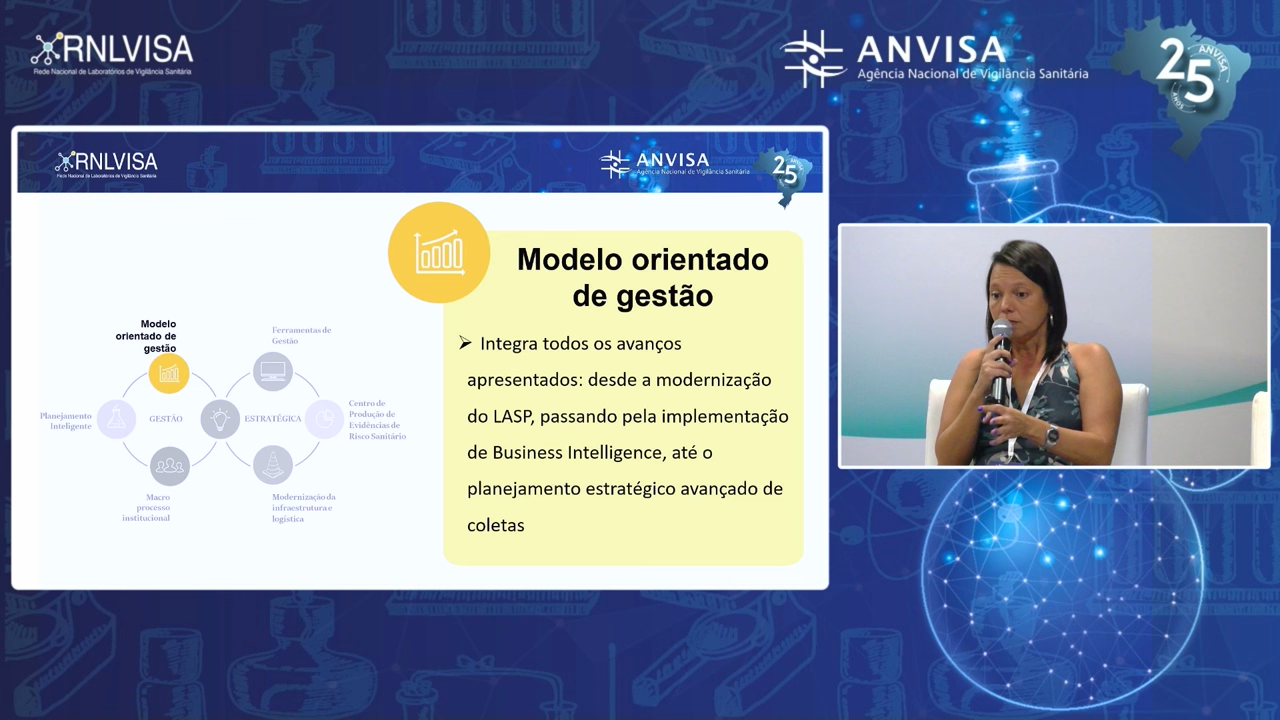 RNLVISA
Rede Nacional de Laboratórios de Vigilância Sanitária
ANVISA
Agência Nacional de Vigilância Sanitária
25
ANVISA
ANOS
RNLVISA
Rede Nacional de Laboratórios de Vigilância Sanitária
ANVISA
Agência Nacional de Vigilância Sanitária
25
Modelo orientado
de gestão
➢ Integra todos os avanços
apresentados: desde a modernização
do LASP, passando pela implementação
de Business Intelligence, até o
planejamento estratégico avançado de
coletas
Modelo
orientado de
gestão
Ferramentas de
Gestão
Planejamento
Inteligente
GESTÃO
ESTRATÉGICA
Centro de
Produção de
Evidências de
Risco Sanitário
Macro
processo
institucional
Modernização da
infraestrutura e
logística